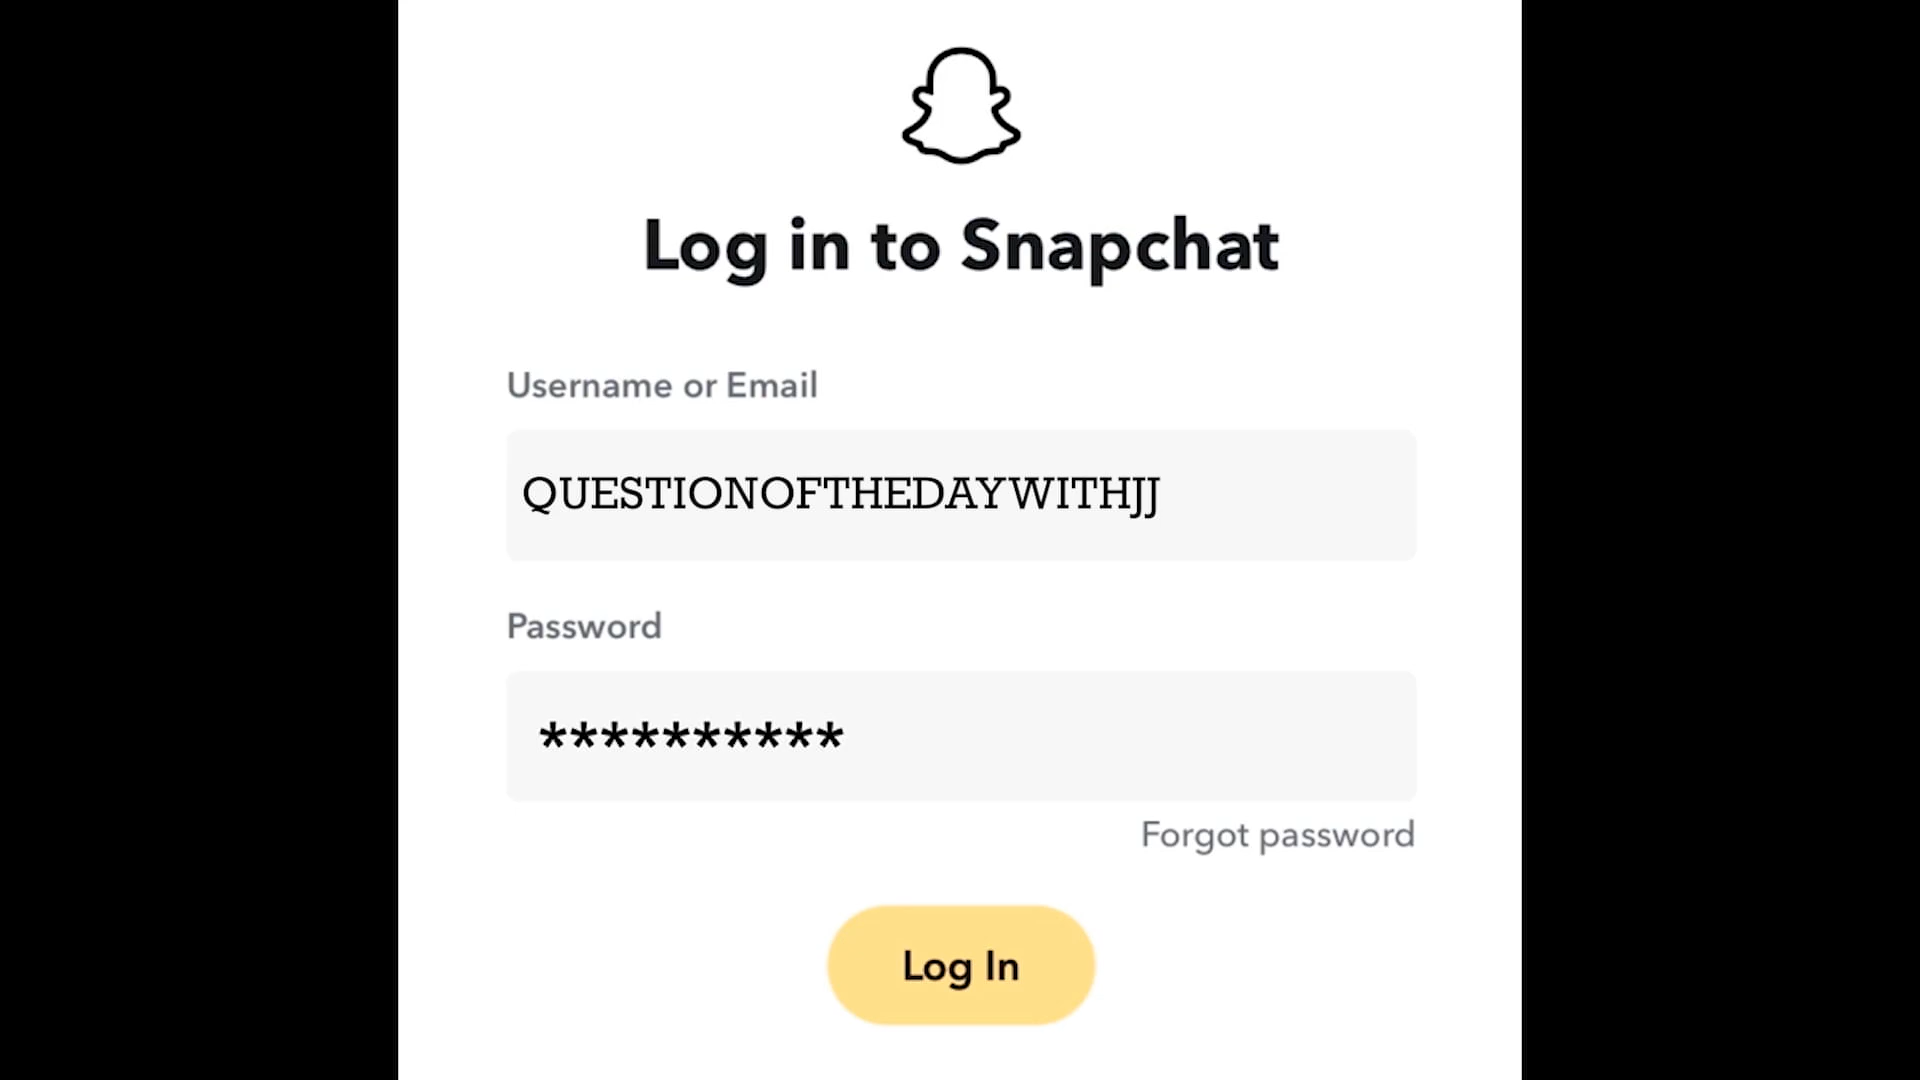 Log in to Snapchat
Username or Email
QUESTIONOFTHEDAYWITHJJ
Password
**********
Forgot password
Log In